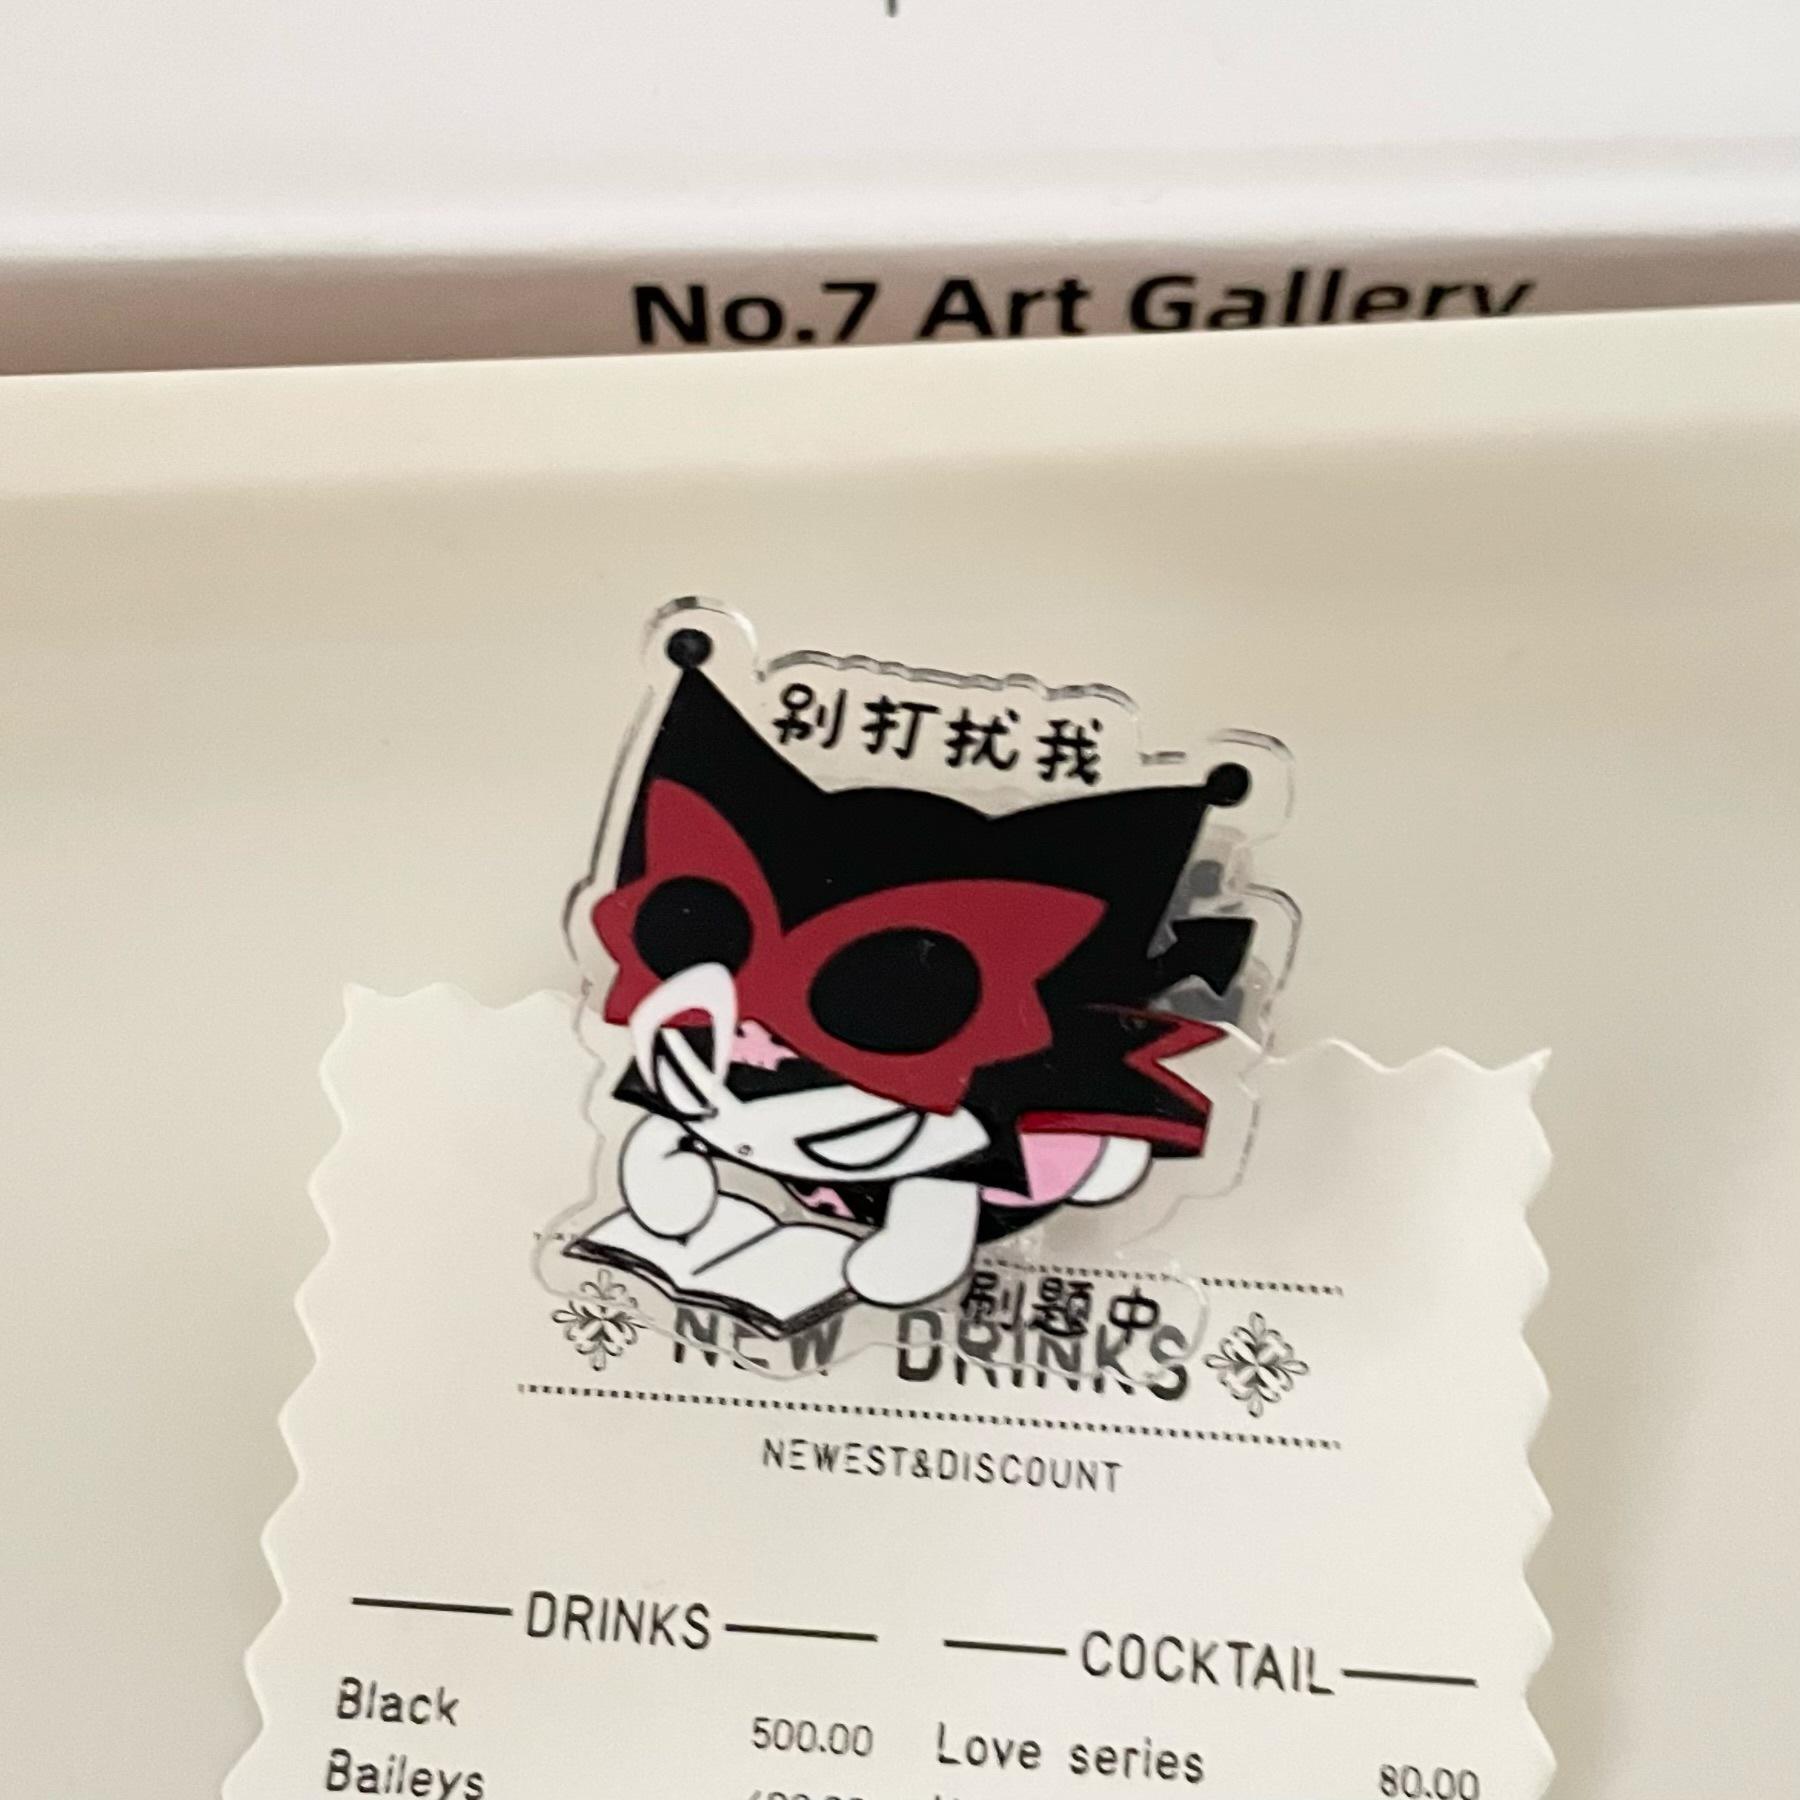 No.7 Art Gallery
别打扰我
刷题中
NEW DRINKS
NEWEST&DISCOUNT
DRINKS
Black 500.00
Baileys
COCKTAIL
Love series 80.00